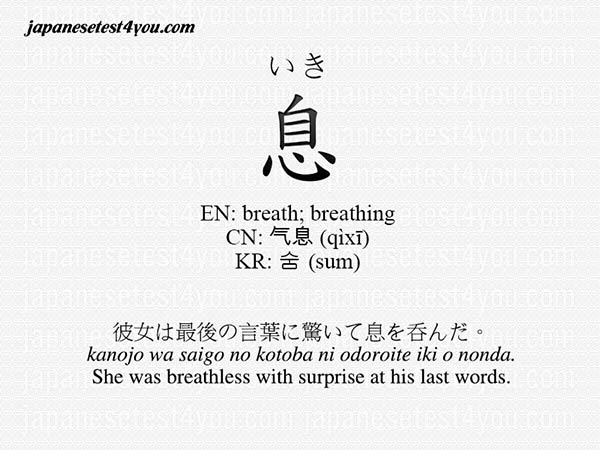 japanesetest4you.com
いき
息
EN: breath; breathing
CN: 气息 (qìxī)
KR: 숨 (sum)
彼女は最後の言葉に驚いて息を呑んだ。
kanojo wa saigo no kotoba ni odoroite iki o nonda.
She was breathless with surprise at his last words.